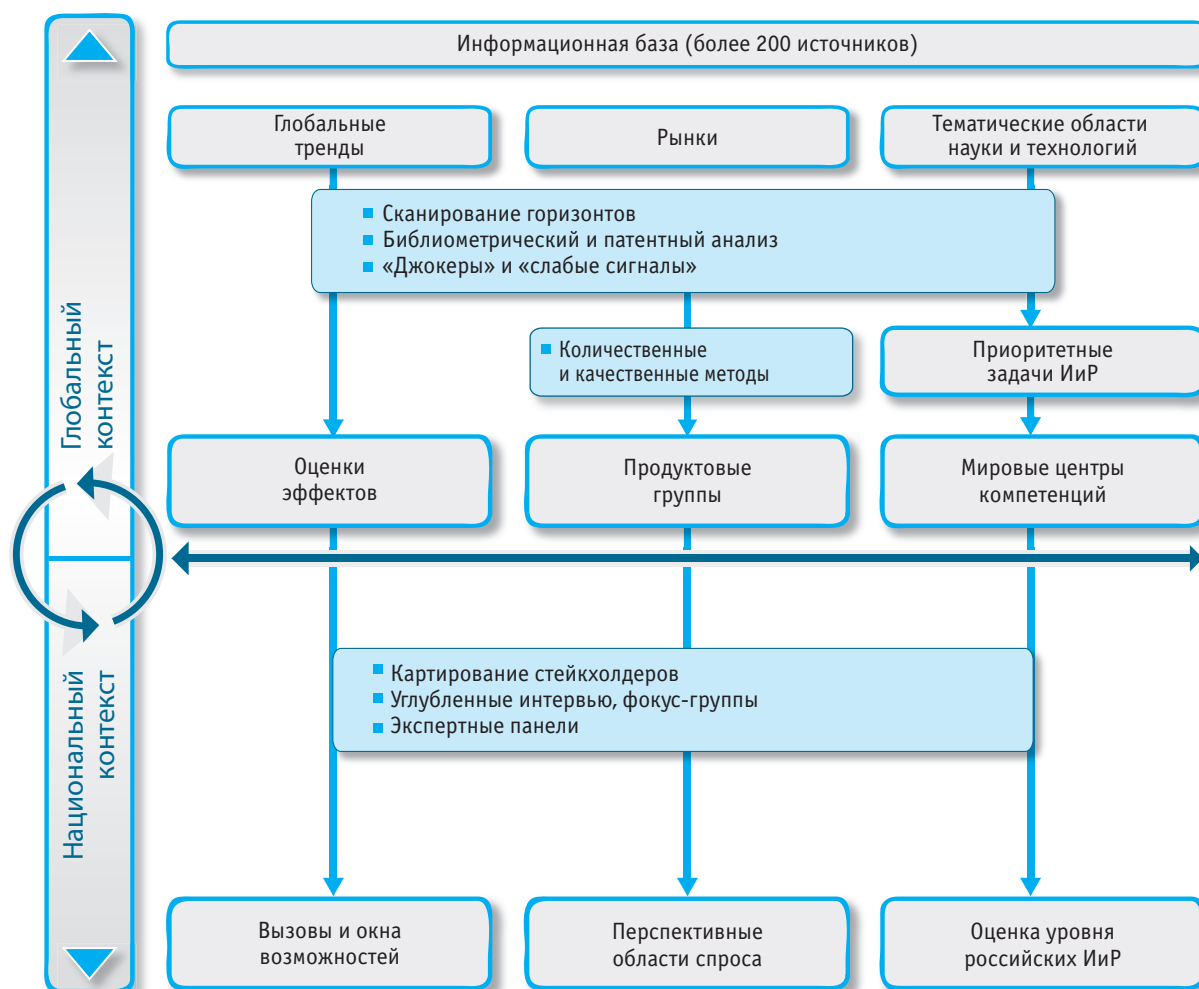 Информационная база (более 200 источников)
Глобальные
тренды
Рынки
Тематические области
науки и технологий
Сканирование горизонтов
Библиометрический и патентный анализ
«Джокеры» и «слабые сигналы»
Глобальный
контекст
Количественные
и качественные методы
Приоритетные
задачи ИиР
Оценки
эффектов
Продуктовые
группы
Мировые центры
компетенций
Национальный
контекст
Картирование стейкхолдеров
Углубленные интервью, фокус-группы
Экспертные панели
Вызовы и окна
возможностей
Перспективные
области спроса
Оценка уровня
российских ИиР